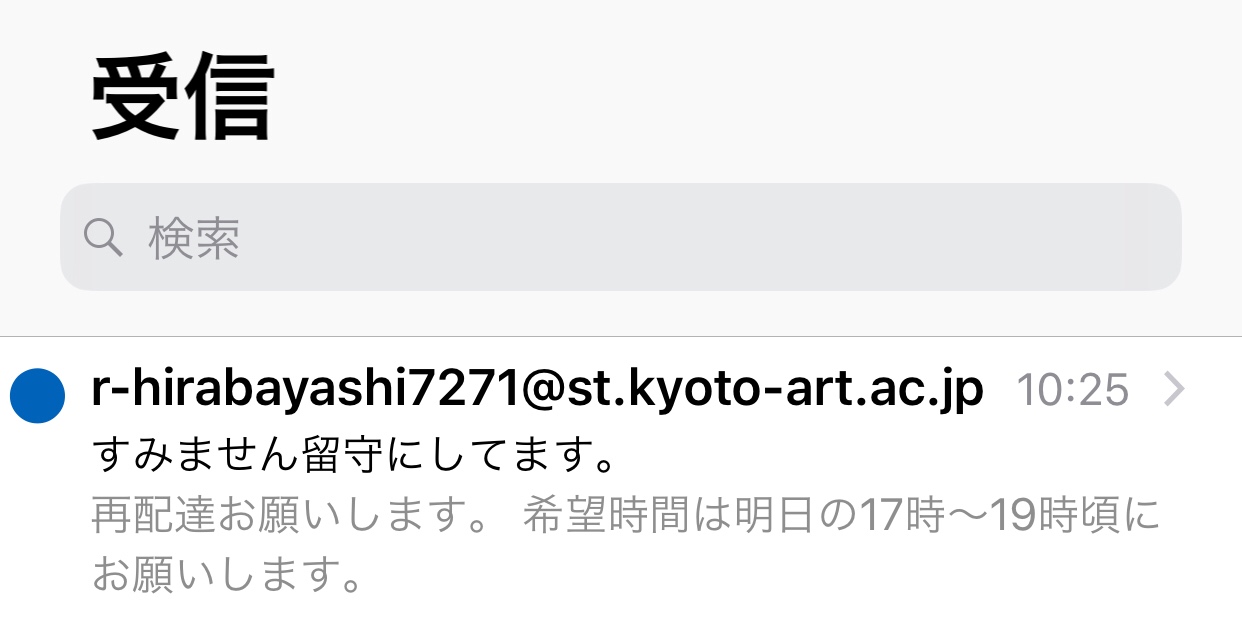 受信
検索
r-hirabayashi7271@st.kyoto-art.ac.jp 10:25
すみません留守にしてます。
再配達お願いします。 希望時間は明日の17時〜19時頃に
お願いします。